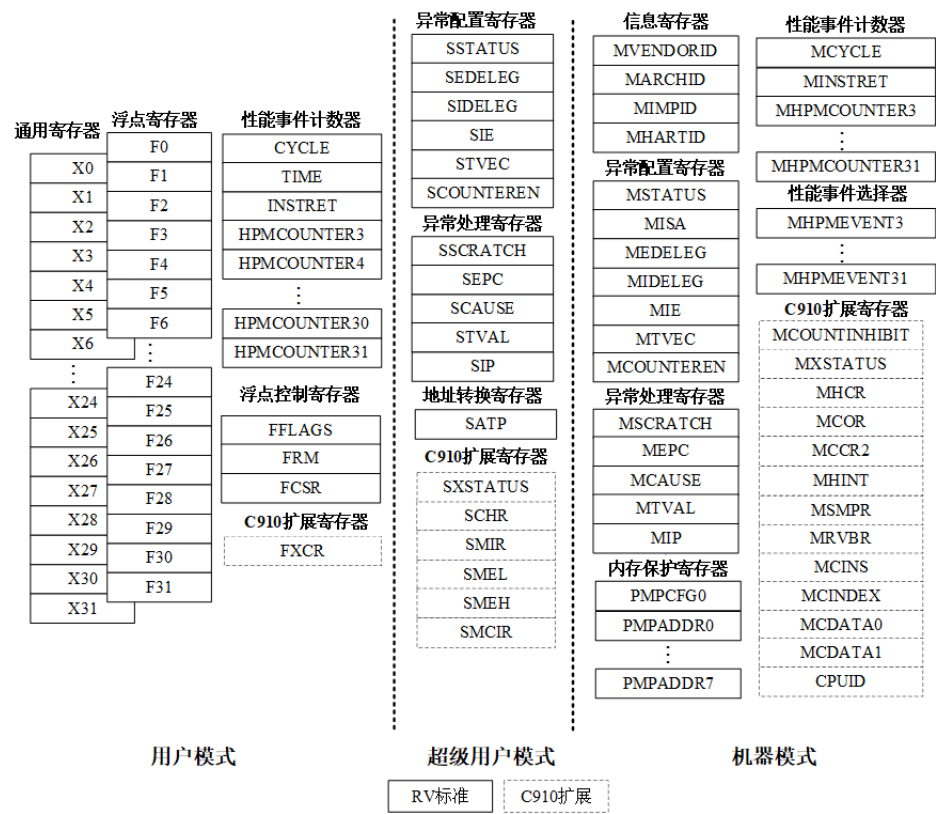 通用寄存器
X0
X1
X2
X3
X4
X5
X6
X24
X25
X26
X27
X28
X29
X30
X31
浮点寄存器
F0
F1
F2
F3
F4
F5
F6
F24
F25
F26
F27
F28
F29
F30
F31
性能事件计数器
CYCLE
TIME
INSTRET
HPMCOUNTER3
HPMCOUNTER4
HPMCOUNTER30
HPMCOUNTER31
浮点控制寄存器
FFLAGS
FRM
FCSR
C910扩展寄存器
FXCR
用户模式
异常配置寄存器
SSTATUS
SEDELEG
SIDELEG
SIE
STVEC
SCOUNTEREN
异常处理寄存器
SSCRATCH
SEPC
SCAUSE
STVAL
SIP
地址转换寄存器
SATP
C910扩展寄存器
SXSTATUS
SCHR
SMIR
SMEL
SMEH
SMCIR
超级用户模式
信息寄存器
MVENDORID
MARCHID
MIMPID
MHARTID
异常配置寄存器
MSTATUS
MISA
MEDELEG
MIDELEG
MIE
MTVEC
MCOUNTEREN
异常处理寄存器
MSCRATCH
MEPC
MCAUSE
MTVAL
MIP
内存保护寄存器
PMPCFG0
PMPADDR0
PMPADDR7
性能事件计数器
MCYCLE
MINSTRET
MHPMCOUNTER3
MHPMCOUNTER31
性能事件选择器
MHPMEVENT3
MHPMEVENT31
C910扩展寄存器
MCOUNTINHIBIT
MXSTATUS
MHCR
MCOR
MCCR2
MHINT
MSMPR
MRVBR
MCINS
MCINDEX
MCDATA0
MCDATA1
CPUID
机器模式
RV标准
C910扩展